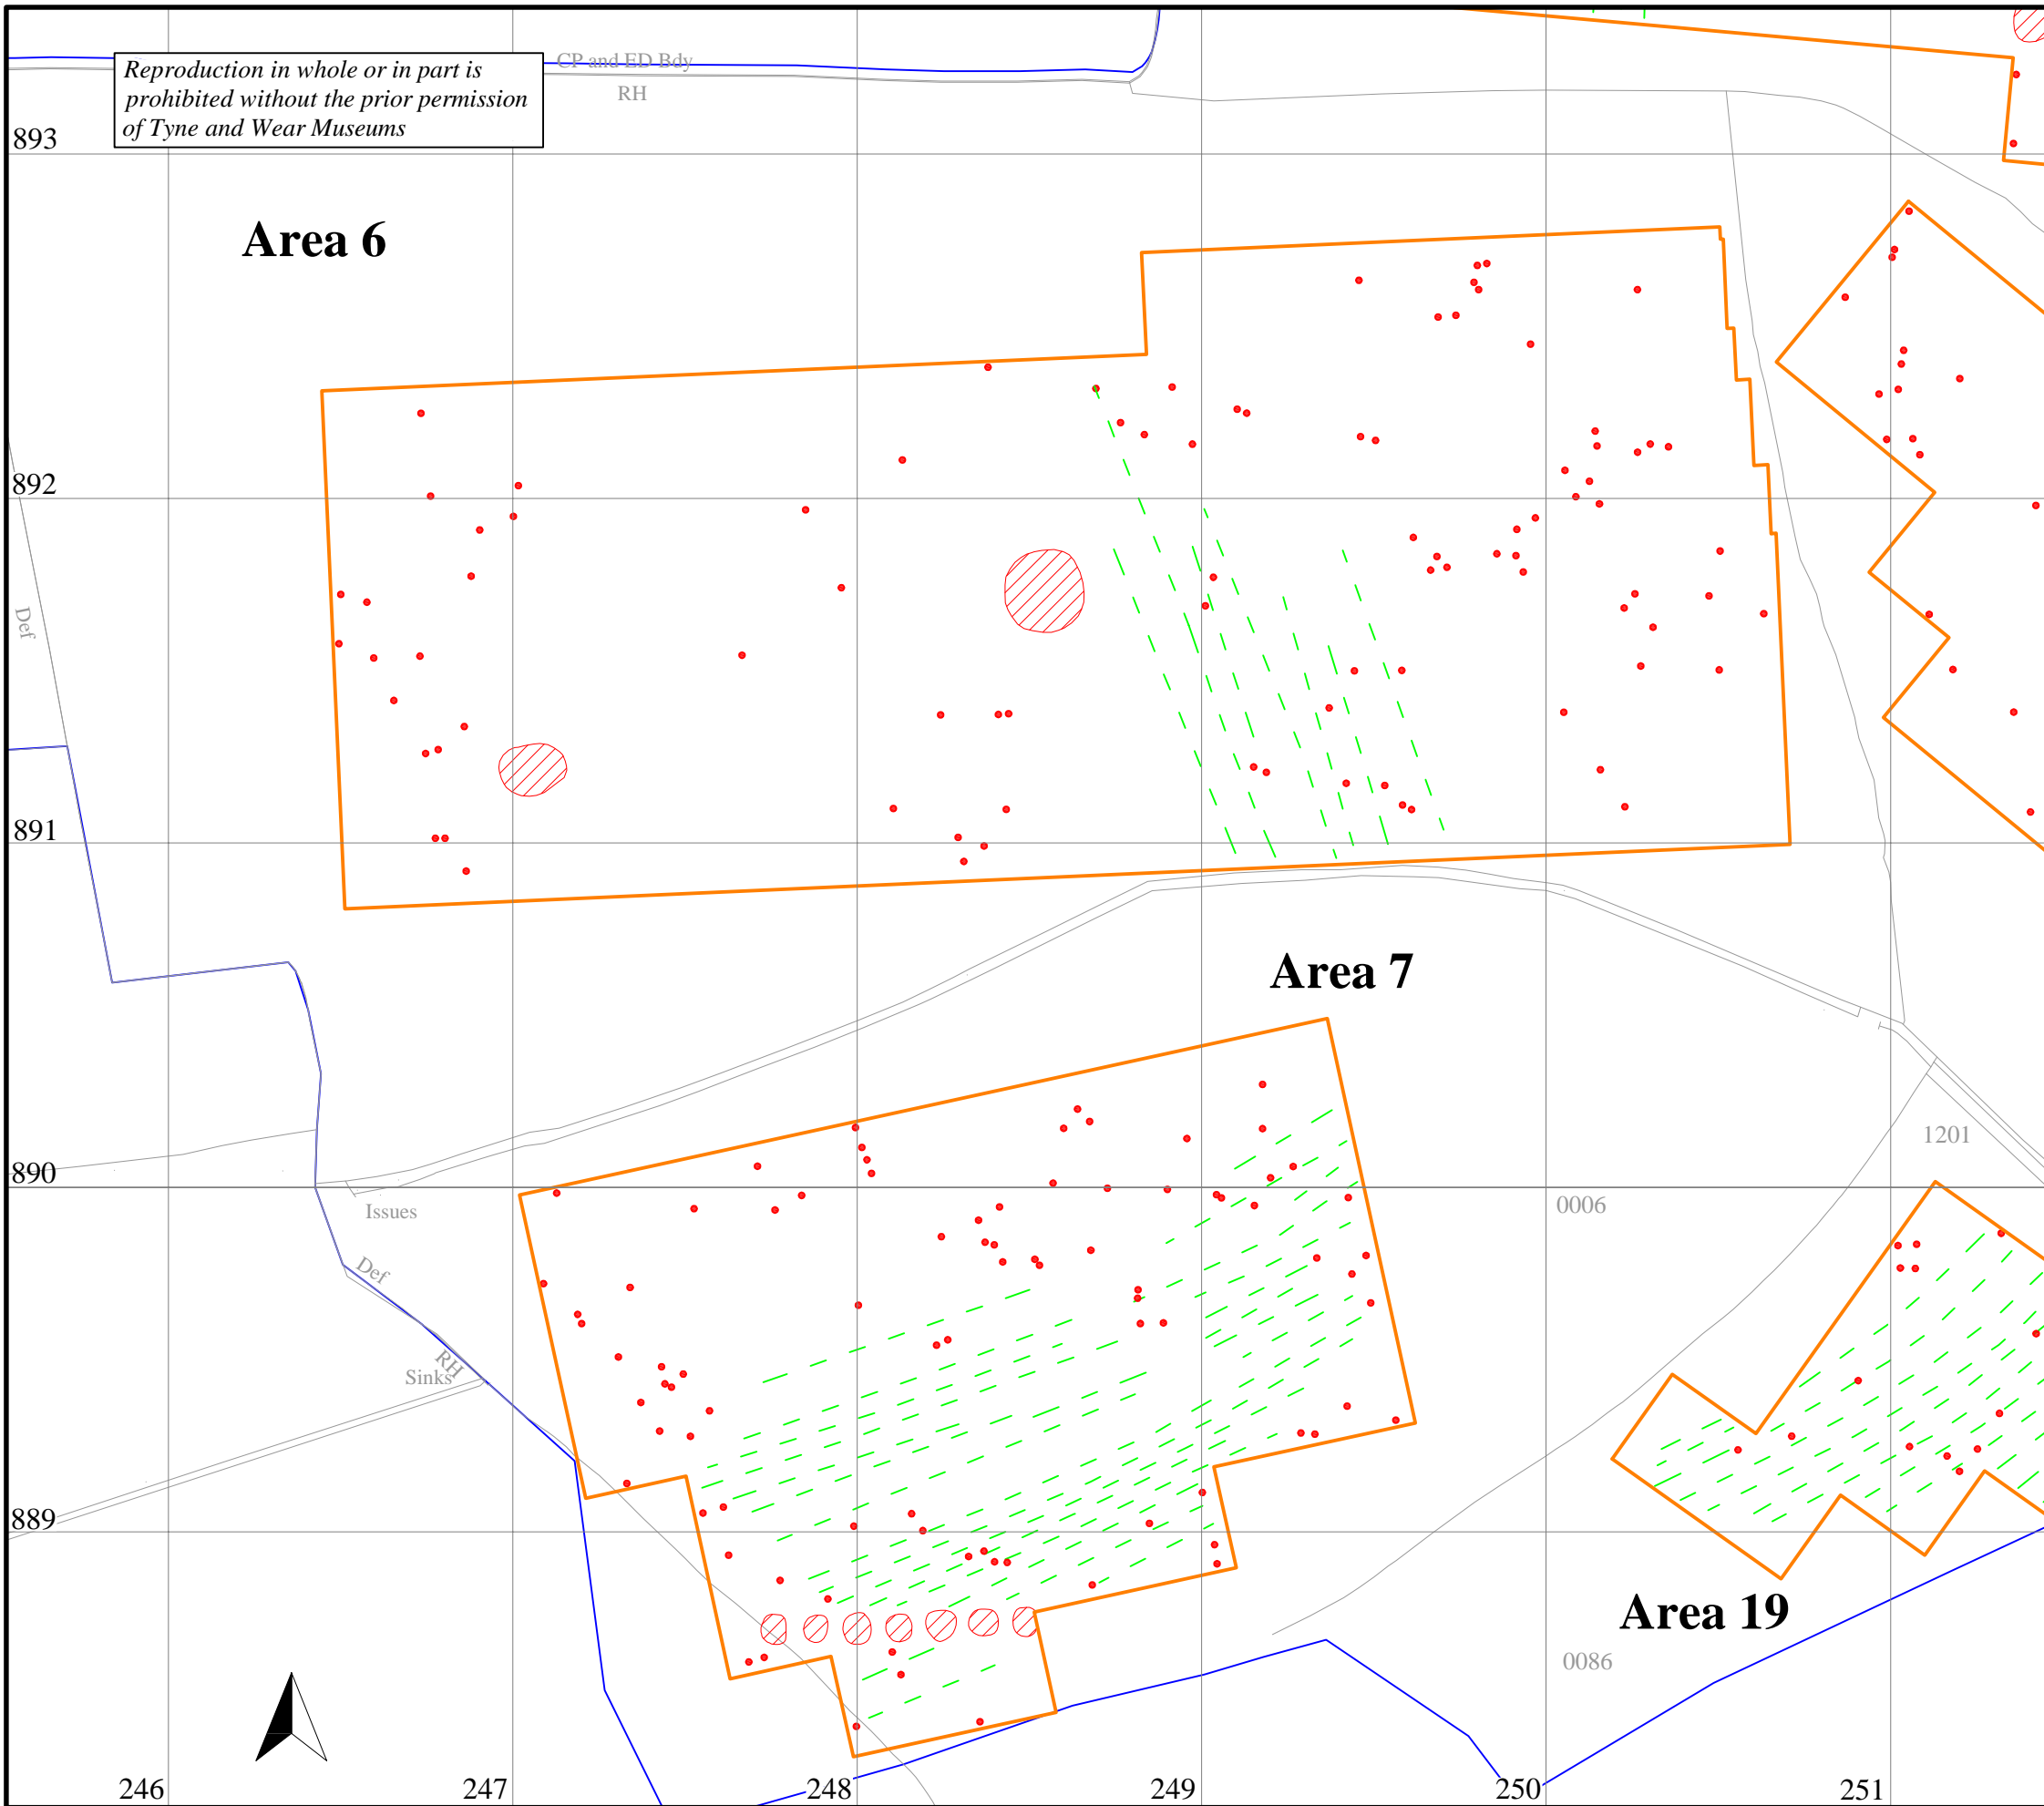 CP and ED Bdy
Reproduction in whole or in part is
prohibited without the prior permission
of Tyne and Wear Museums
RH
893
Area 6
892
Def
891
Area 7
1201
890
0006
Issues
Def
RH
Sinks
889
Area 19
0086
246
247
248
249
250
251